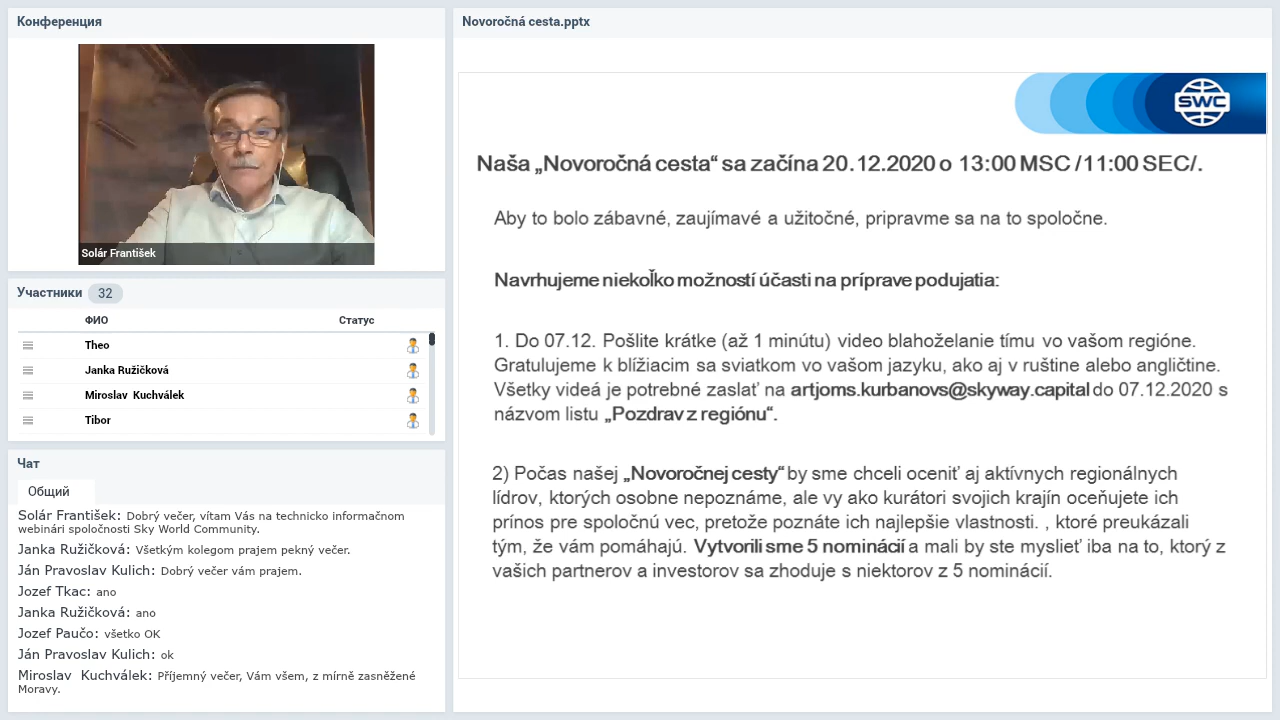 Конференция
Solár František
Участники 32
ФИО Статус
Theo
Janka Ružičková
Miroslav Kuchválek
Tibor
Чат
Общий
Solár František: Dobrý večer, vítam Vás na technicko informačnom
webinári spoločnosti Sky World Community.
Janka Ružičková: Všetkým kolegom prajem pekný večer.
Ján Pravoslav Kulich: Dobrý večer vám prajem.
Jozef Tkac: ano
Janka Ružičková: ano
Jozef Paučo: všetko OK
Ján Pravoslav Kulich: ok
Miroslav Kuchválek: Příjemný večer, Vám všem, z mírně zasněžené
Moravy.
Novoročná cesta.pptx
SWC
Naša „Novoročná cesta“ sa začína 20.12.2020 o 13:00 MSC /11:00 SEC/.
Aby to bolo zábavné, zaujímavé a užitočné, pripravme sa na to spoločne.
Navrhujeme niekoľko možností účasti na príprave podujatia:
1. Do 07.12. Pošlite krátke (až 1 minútu) video blahoželanie tímu vo vašom regióne.
Gratulujeme k blížiacim sa sviatkom vo vašom jazyku, ako aj v ruštine alebo angličtine.
Všetky videá je potrebné zaslať na artjoms.kurbanovs@skyway.capital do 07.12.2020 s
názvom listu „Pozdrav z regiónu“.
2) Počas našej „Novoročnej cesty“ by sme chceli oceniť aj aktívnych regionálnych
lídrov, ktorých osobne nepoznáme, ale vy ako kurátori svojich krajín oceňujete ich
prínos pre spoločnú vec, pretože poznáte ich najlepšie vlastnosti. , ktoré preukázali
tým, že vám pomáhajú. Vytvorili sme 5 nominácií a mali by ste myslieť iba na to, ktorý z
vašich partnerov a investorov sa zhoduje s niektorov z 5 nominácií.